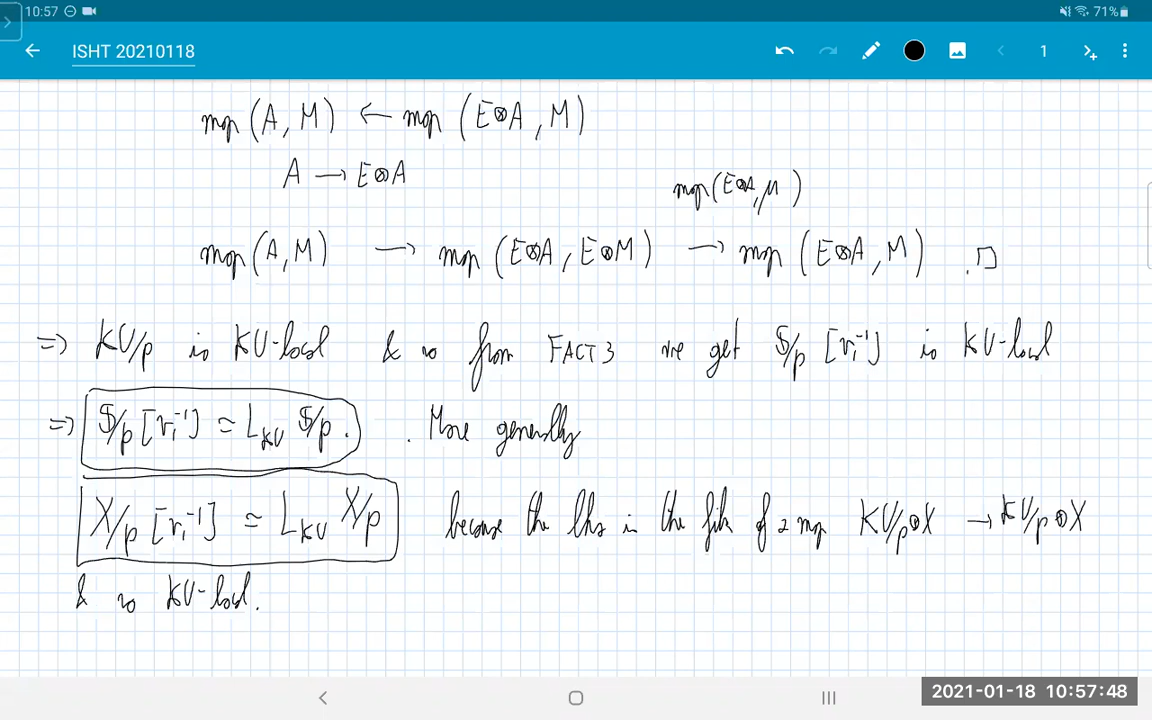 10:57
71%
ISHT 20210118
1
map (A, M) ← map (E⊗A, M)
A → E⊗A
map (E⊗A, M)
map (A, M) → map (E⊗A, E⊗M) → map (E⊗A, M) . □
=> KU/p is KU-local & so from FACT 3 we get $/p [v₁⁻¹] is KU-local
=> $/p [v₁⁻¹] ≃ L_KU $/p . . More generally
X/p [v₁⁻¹] ≃ L_KU X/p because the lhs is the fib of a map KU/p⊗X → KU/p⊗X
& so KU-local.
2021-01-18 10:57:48